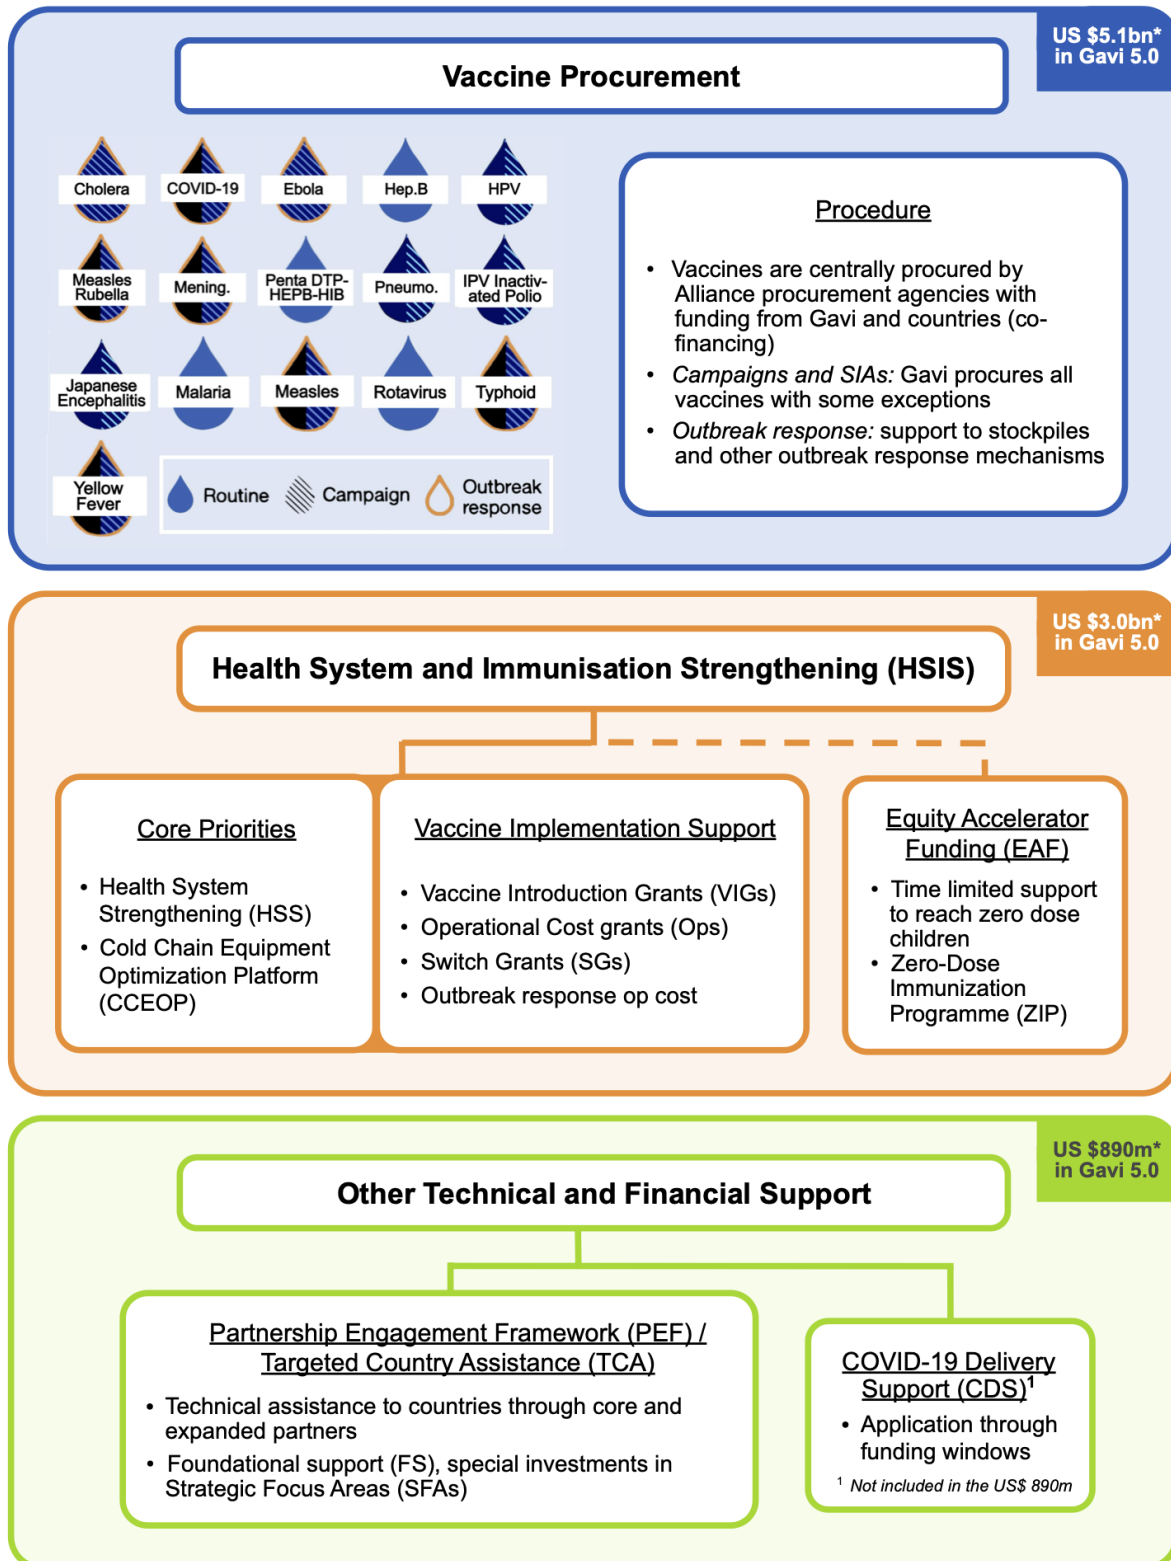 US $5.1bn*
in Gavi 5.0
Vaccine Procurement
Cholera
COVID-19
Ebola
Hep.B
HPV
Measles
Rubella
Mening.
Penta DTP-
HEPB-HIB
Pneumo.
IPV Inactiv-
ated Polio
Japanese
Encephalitis
Malaria
Measles
Rotavirus
Typhoid
Yellow
Fever
Routine
Campaign
Outbreak
response
Procedure
• Vaccines are centrally procured by
Alliance procurement agencies with
funding from Gavi and countries (co-
financing)
• Campaigns and SIAs: Gavi procures all
vaccines with some exceptions
• Outbreak response: support to stockpiles
and other outbreak response mechanisms
US $3.0bn*
in Gavi 5.0
Health System and Immunisation Strengthening (HSIS)
Core Priorities
• Health System
Strengthening (HSS)
• Cold Chain Equipment
Optimization Platform
(CCEOP)
Vaccine Implementation Support
• Vaccine Introduction Grants (VIGs)
• Operational Cost grants (Ops)
• Switch Grants (SGs)
• Outbreak response op cost
Equity Accelerator
Funding (EAF)
• Time limited support
to reach zero dose
children
• Zero-Dose
Immunization
Programme (ZIP)
US $890m*
in Gavi 5.0
Other Technical and Financial Support
Partnership Engagement Framework (PEF) /
Targeted Country Assistance (TCA)
• Technical assistance to countries through core and
expanded partners
• Foundational support (FS), special investments in
Strategic Focus Areas (SFAs)
COVID-19 Delivery
Support (CDS)¹
• Application through
funding windows
¹ Not included in the US$ 890m